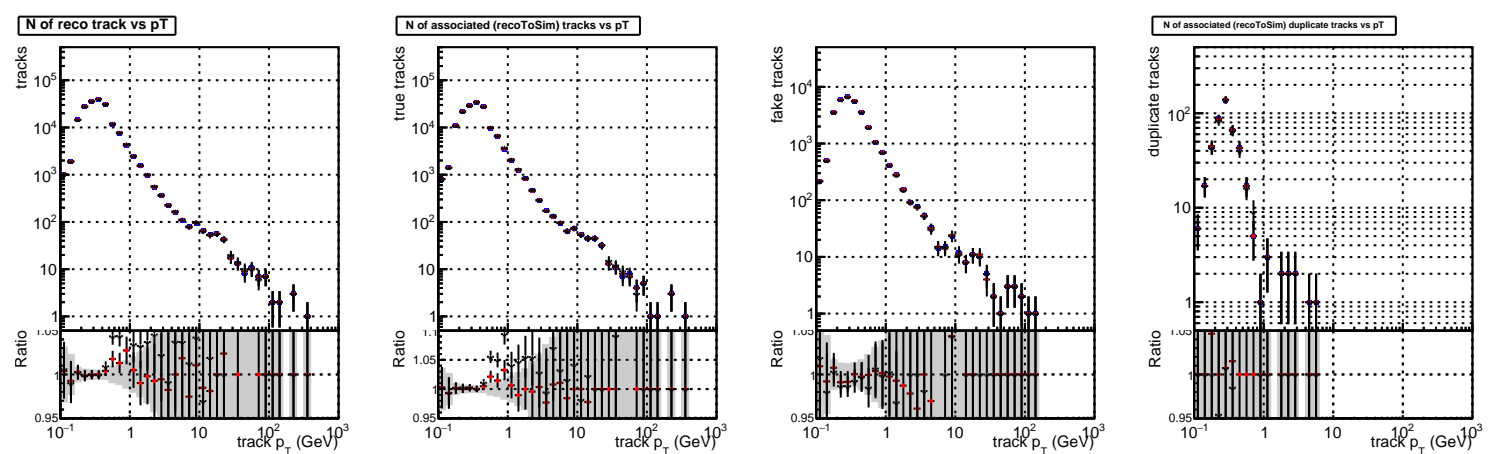 N of reco track vs pT
N of associated (recoToSim) tracks vs pT
N of associated (recoToSim) duplicate tracks vs pT
tracks
10^5
10^4
10^3
10^2
10
1
Ratio
1.05
1
0.95
10^-1 1 10 10^2 10^3
track p_T (GeV)
true tracks
10^5
10^4
10^3
10^2
10
1
Ratio
1.1
1.05
1
0.95
10^-1 1 10 10^2 10^3
track p_T (GeV)
fake tracks
10^4
10^3
10^2
10
1
Ratio
1.05
1
0.95
10^-1 1 10 10^2 10^3
track p_T (GeV)
duplicate tracks
10^2
10
1
Ratio
1.05
1
0.95
10^-1 1 10 10^2 10^3
track p_T (GeV)